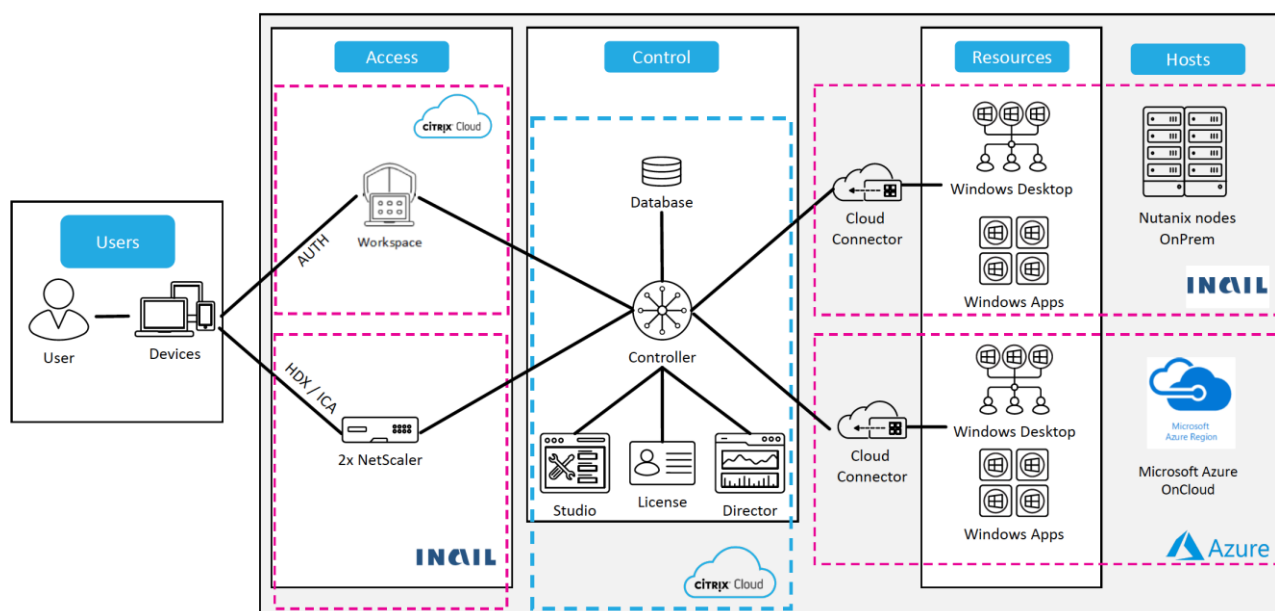 Users
User
Devices
AUTH
HDX / ICA
Access
CITRIX Cloud
Workspace
2x NetScaler
INAIL
Control
Database
Controller
Studio
License
Director
CITRIX Cloud
Cloud
Connector
Cloud
Connector
Resources
Windows Desktop
Windows Apps
Windows Desktop
Windows Apps
Hosts
Nutanix nodes
OnPrem
INAIL
Microsoft
Azure Region
Microsoft Azure
OnCloud
Azure